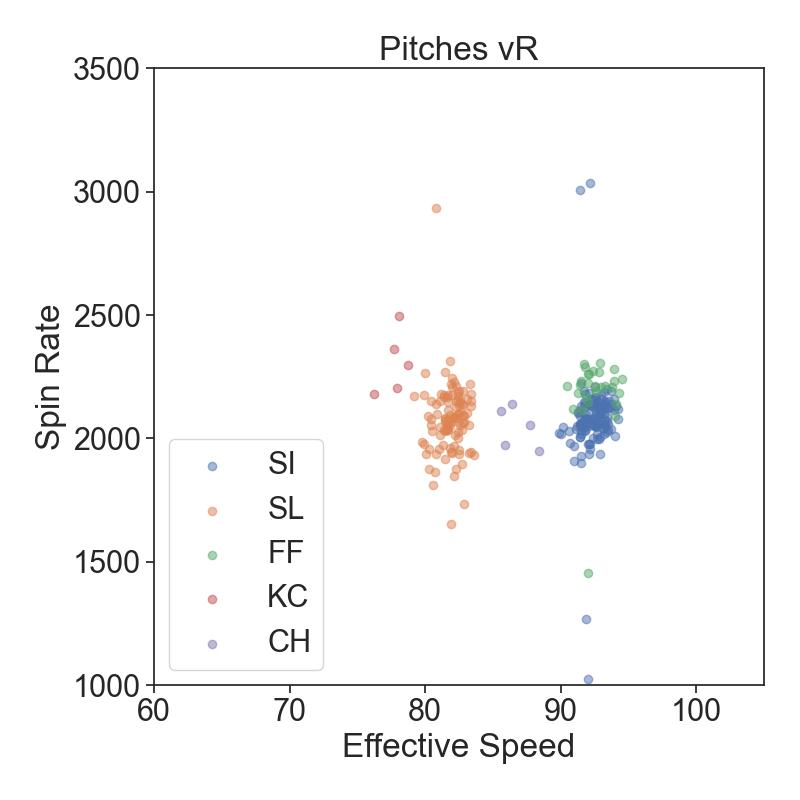 Pitches vR
3500
3000
2500
2000
1500
1000
Spin Rate
SI
SL
FF
KC
CH
60 70 80 90 100
Effective Speed